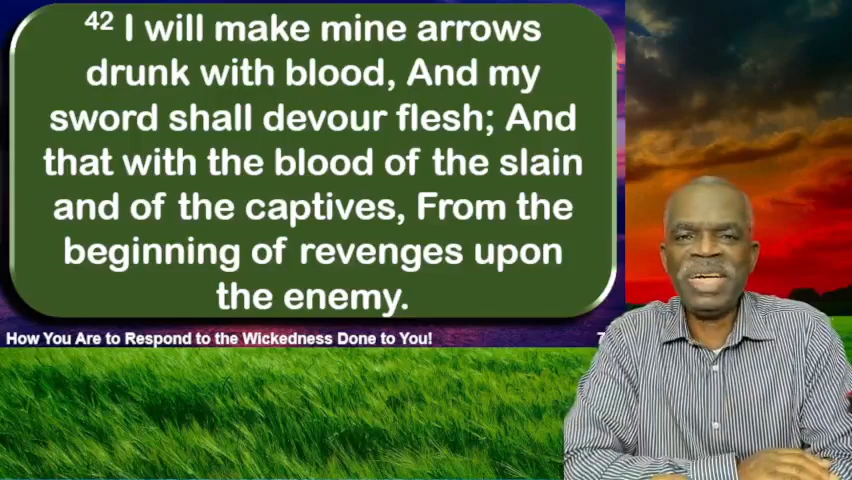 42 I will make mine arrows
drunk with blood, And my
sword shall devour flesh; And
that with the blood of the slain
and of the captives, From the
beginning of revenges upon
the enemy.
How You Are to Respond to the Wickedness Done to You! 7